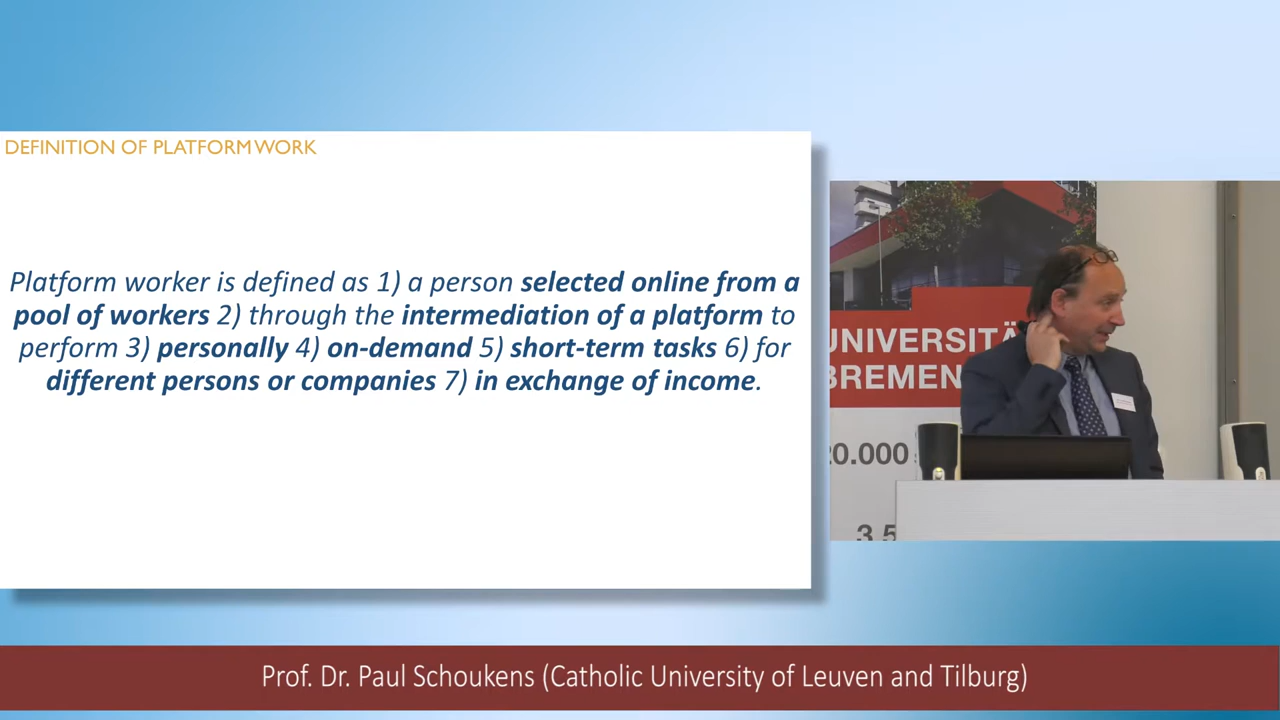 DEFINITION OF PLATFORM WORK
Platform worker is defined as 1) a person selected online from a
pool of workers 2) through the intermediation of a platform to
perform 3) personally 4) on-demand 5) short-term tasks 6) for
different persons or companies 7) in exchange of income.
UNIVERSITÄ
BREMEN
20.000
3.5
Prof. Dr. Paul Schoukens (Catholic University of Leuven and Tilburg)